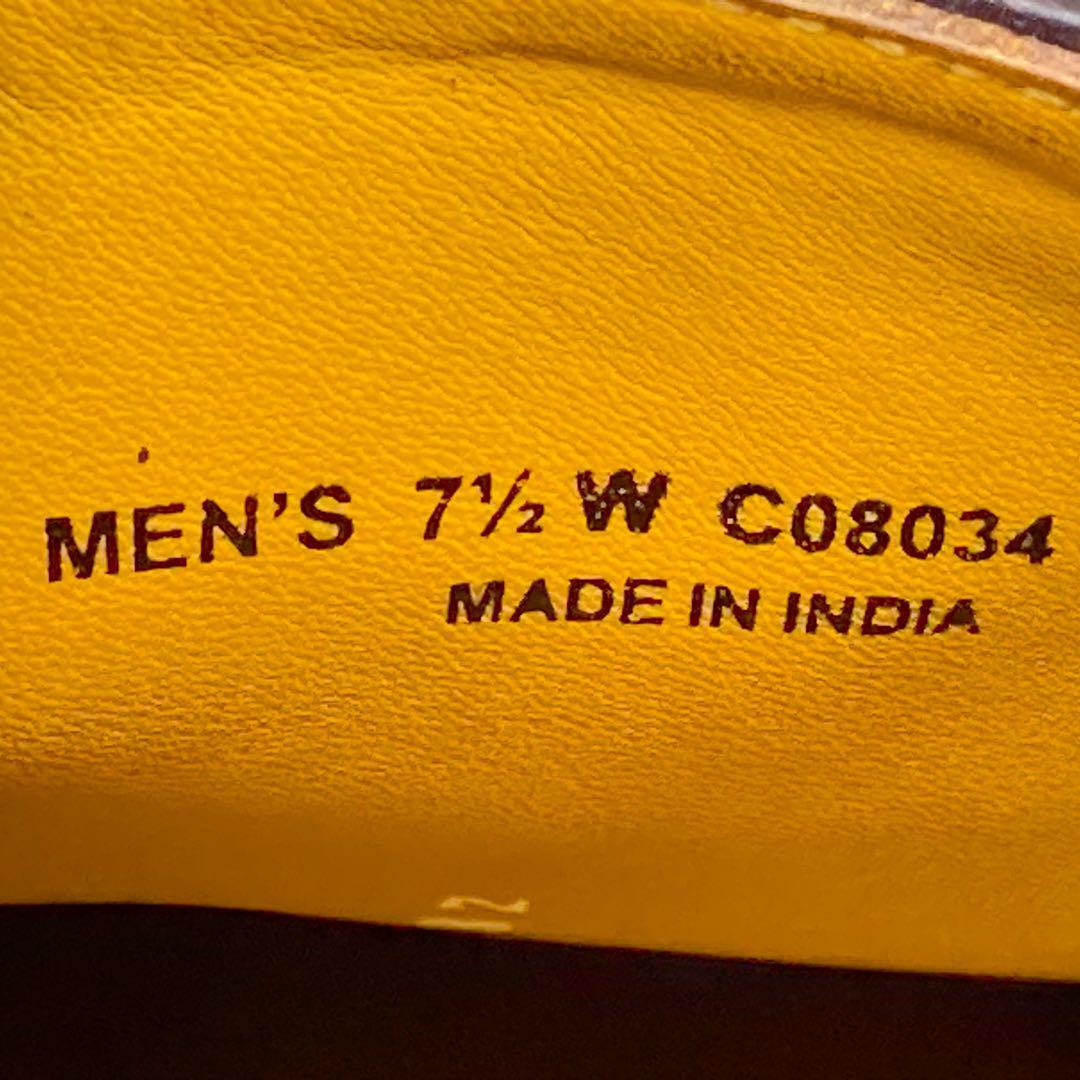 MEN'S 7½ W C08034
MADE IN INDIA